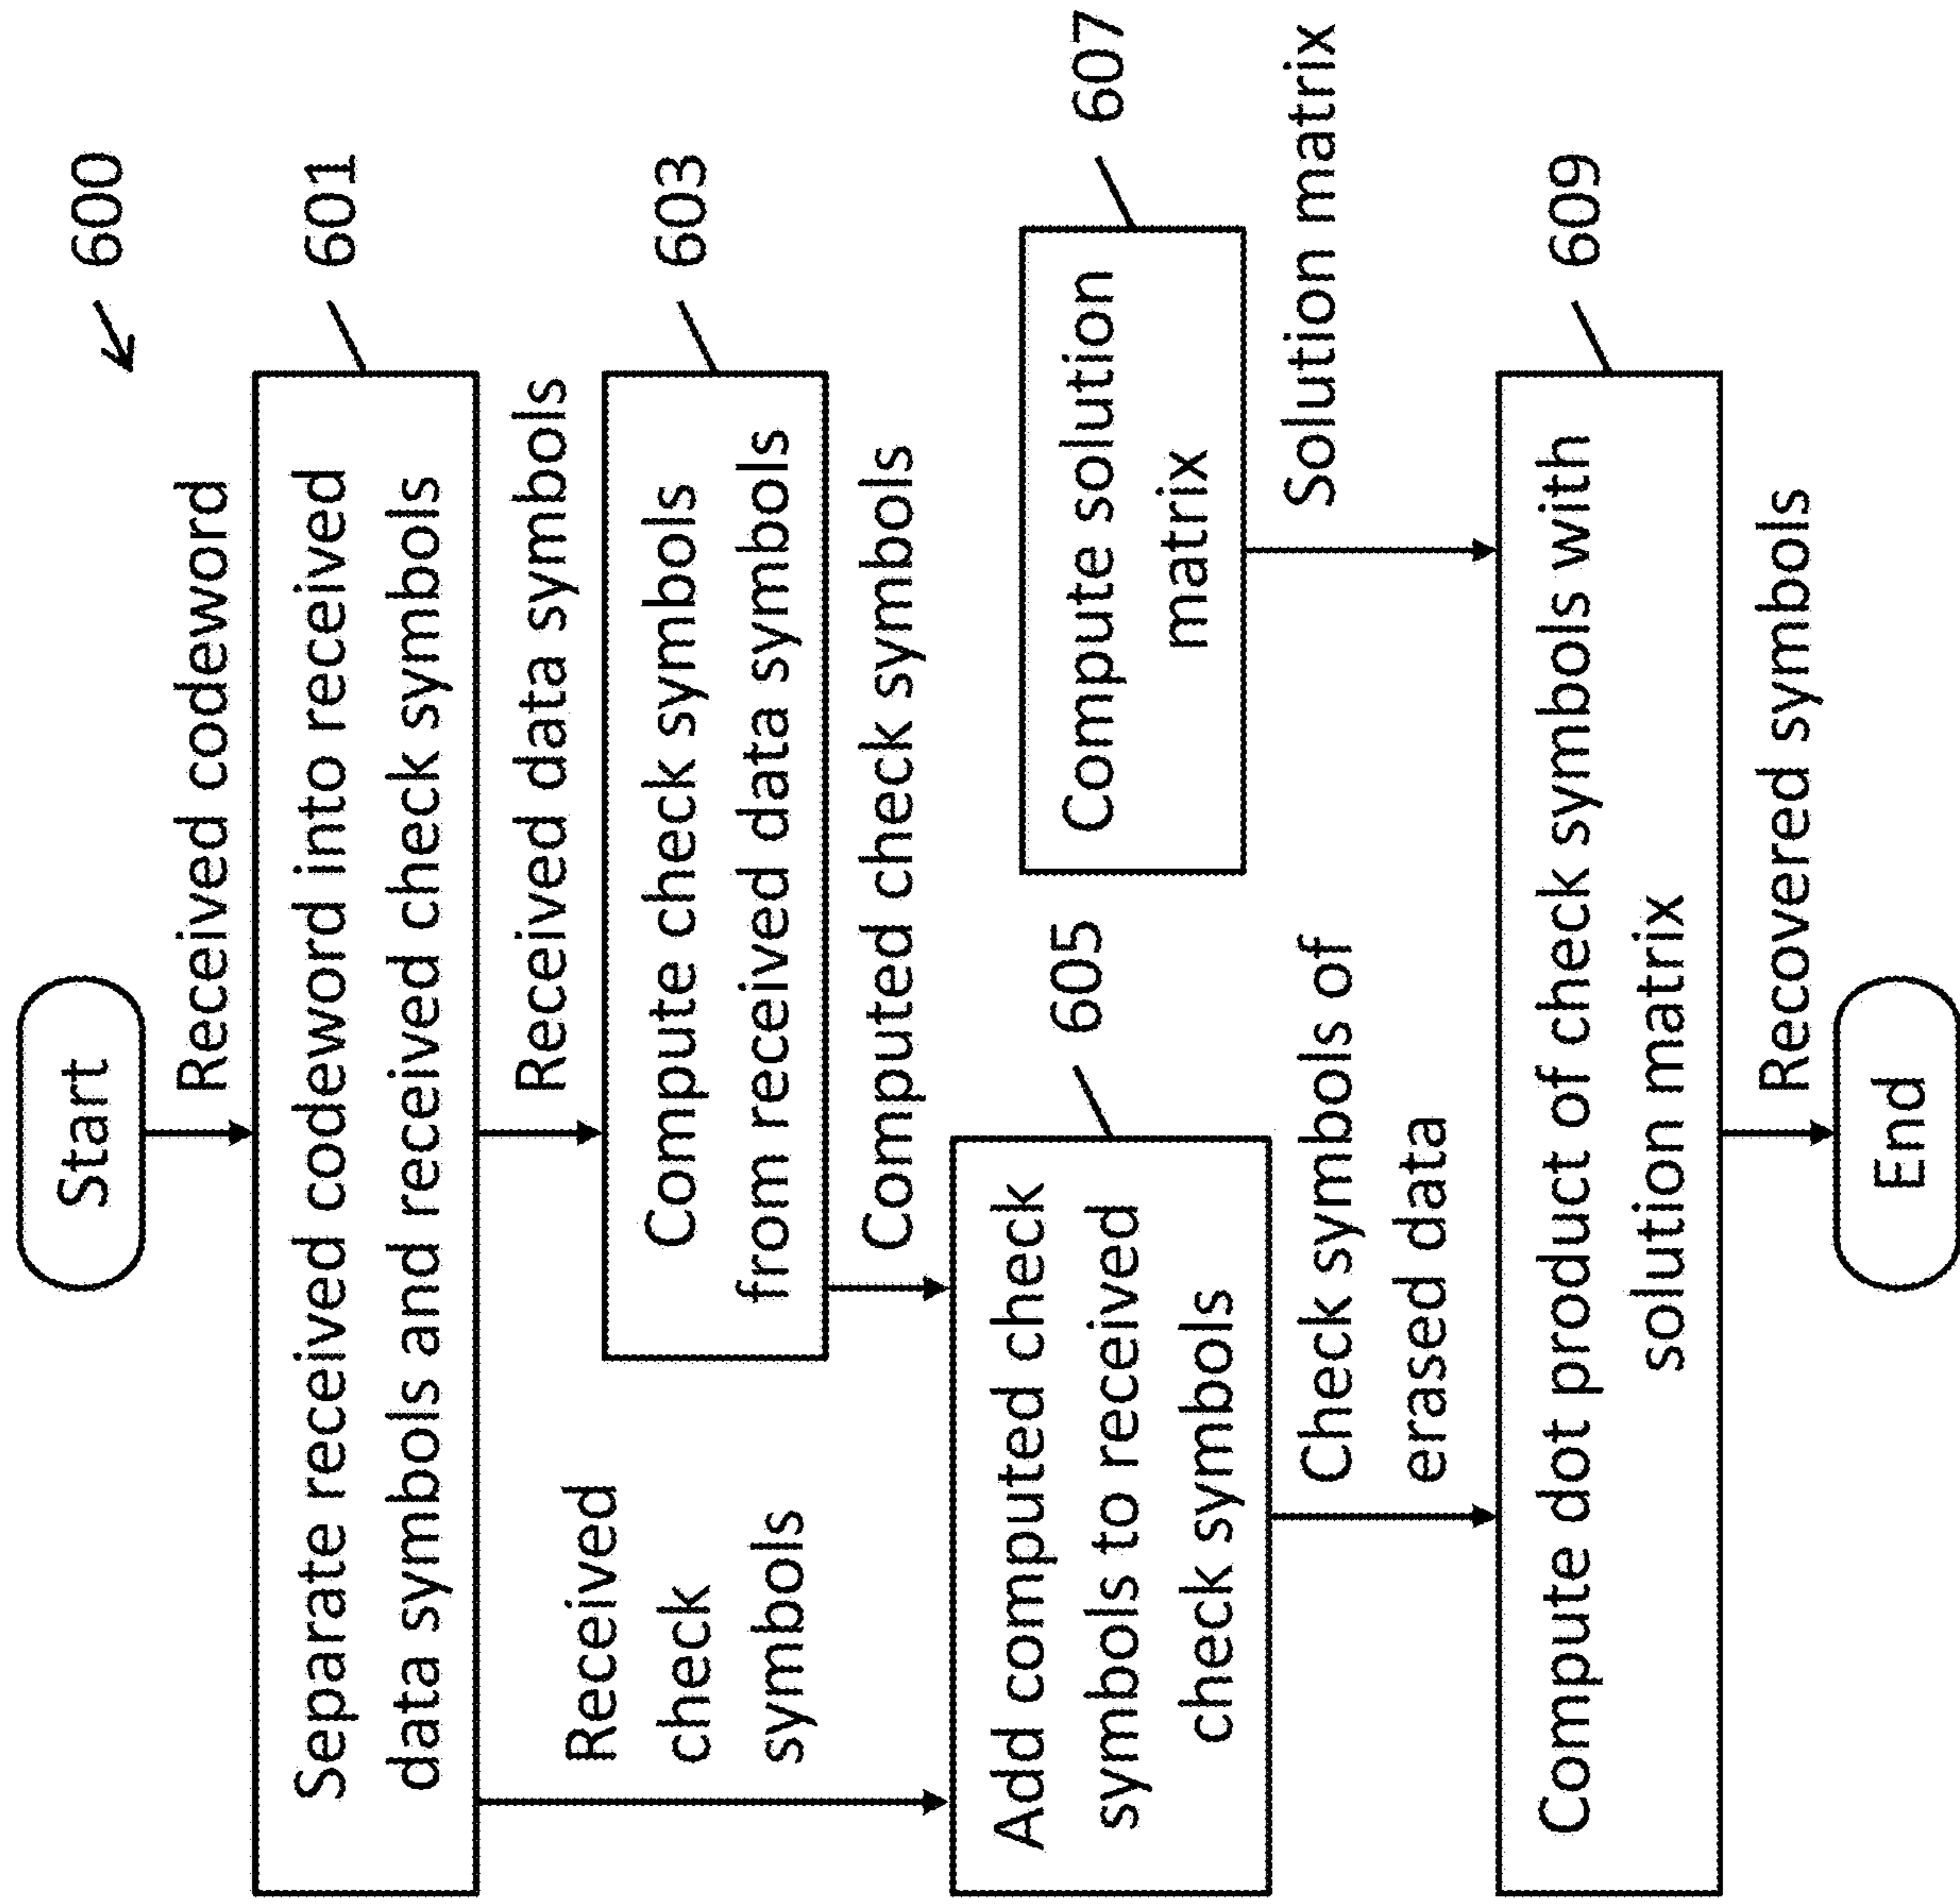 600
Start
Received codeword
601
Separate received codeword into received
data symbols and received check symbols
Received data symbols
603
Compute check symbols
from received data symbols
Received
check
symbols
Computed check symbols
605
Add computed check
symbols to received
check symbols
607
Compute solution
matrix
Check symbols of
erased data
Solution matrix
609
Compute dot product of check symbols with
solution matrix
Recovered symbols
End